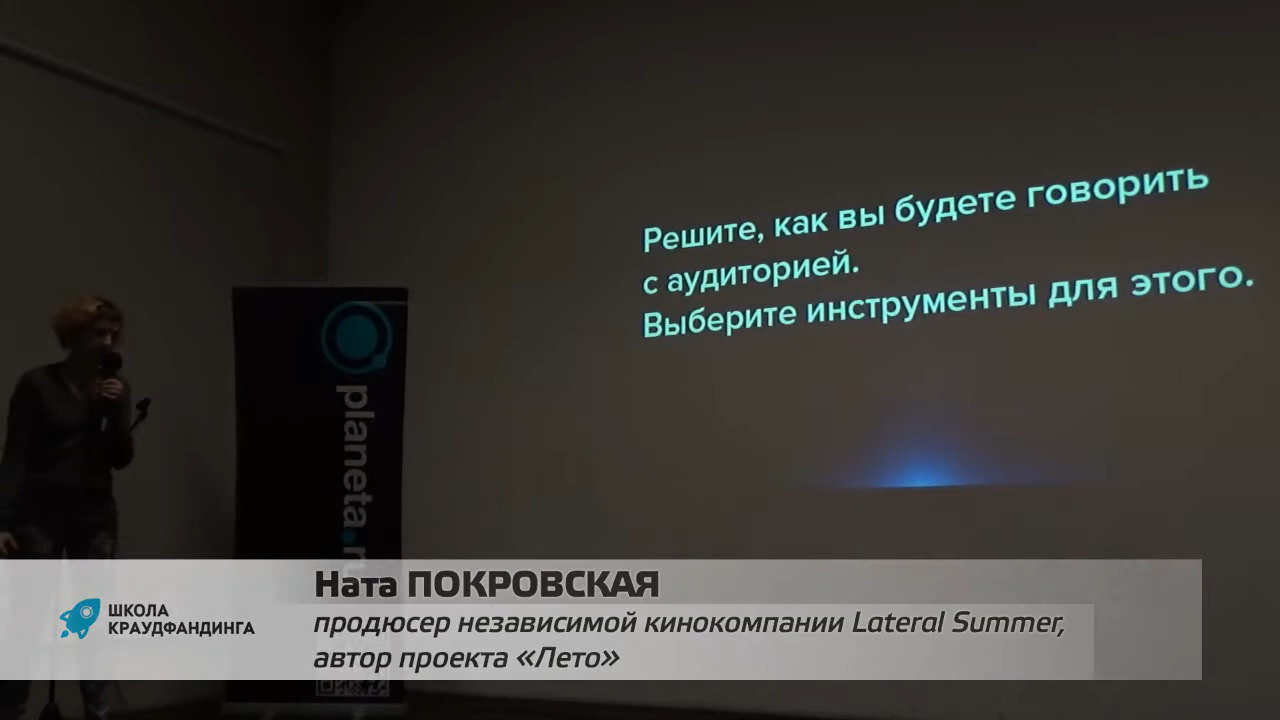 Решите, как вы будете говорить
с аудиторией.
Выберите инструменты для этого.
planeta.ru
Ната ПОКРОВСКАЯ
ШКОЛА
КРАУДФАНДИНГА
продюсер независимой кинокомпании Lateral Summer,
автор проекта «Лето»